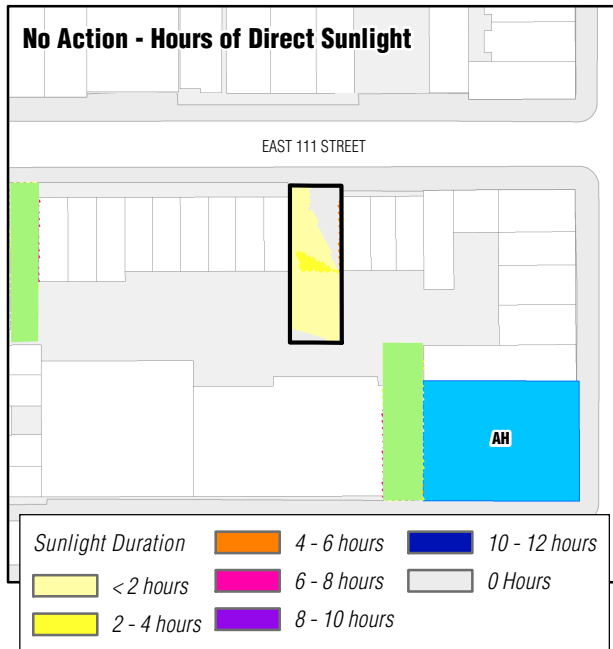 No Action - Hours of Direct Sunlight
EAST 111 STREET
AH
Sunlight Duration
< 2 hours
2 - 4 hours
4 - 6 hours
6 - 8 hours
8 - 10 hours
10 - 12 hours
0 Hours